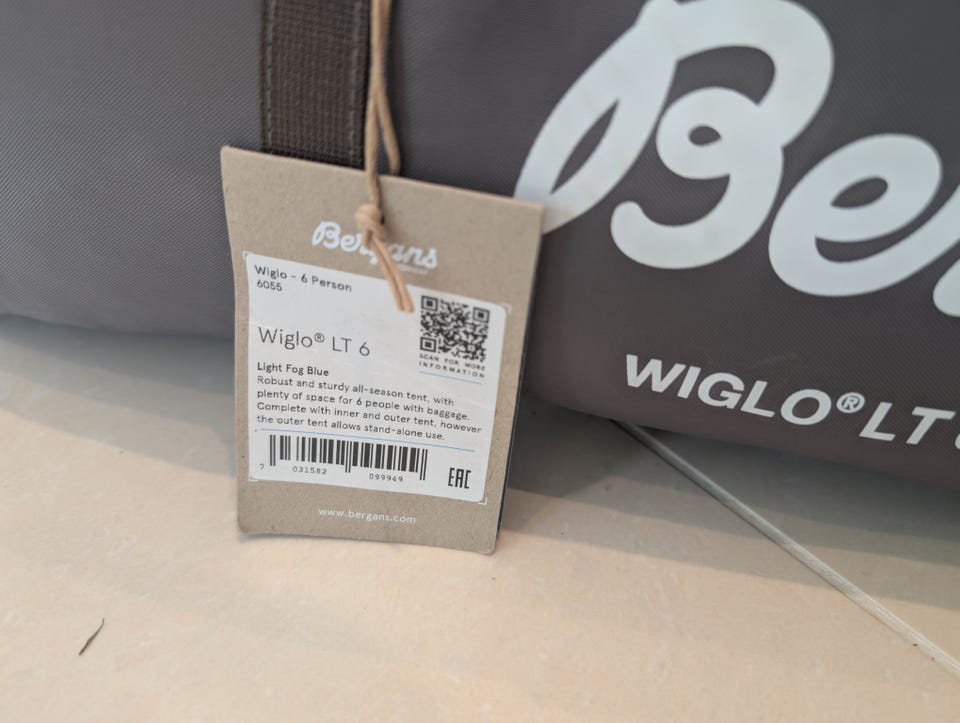 Bergans
Wiglo - 6 Person
6055
Wiglo® LT 6
SCAN FOR MORE
INFORMATION
Light Fog Blue
Robust and sturdy all-season tent, with
plenty of space for 6 people with baggage.
Complete with inner and outer tent, however
the outer tent allows stand-alone use.
7 031582 099949
EAC
www.bergans.com
Be
WIGLO® LT